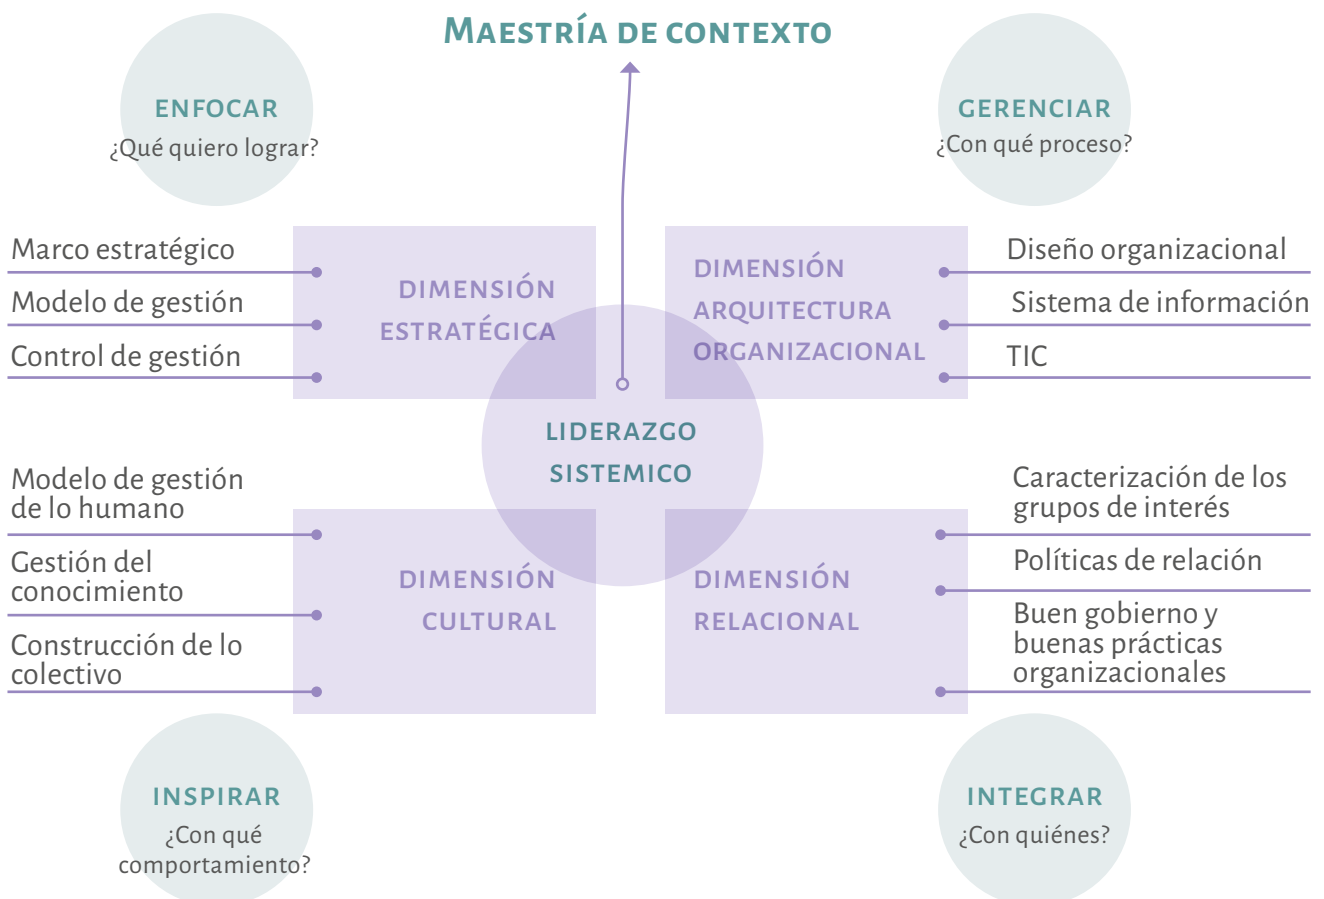 MAESTRÍA DE CONTEXTO
ENFOCAR
¿Qué quiero lograr?
GERENCIAR
¿Con qué proceso?
Marco estratégico
Modelo de gestión
Control de gestión
DIMENSIÓN
ESTRATÉGICA
DIMENSIÓN
ARQUITECTURA
ORGANIZACIONAL
Diseño organizacional
Sistema de información
TIC
LIDERAZGO
SISTEMICO
Modelo de gestión
de lo humano
Gestión del
conocimiento
Construcción de lo
colectivo
DIMENSIÓN
CULTURAL
DIMENSIÓN
RELACIONAL
Caracterización de los
grupos de interés
Políticas de relación
Buen gobierno y
buenas prácticas
organizacionales
INSPIRAR
¿Con qué
comportamiento?
INTEGRAR
¿Con quiénes?